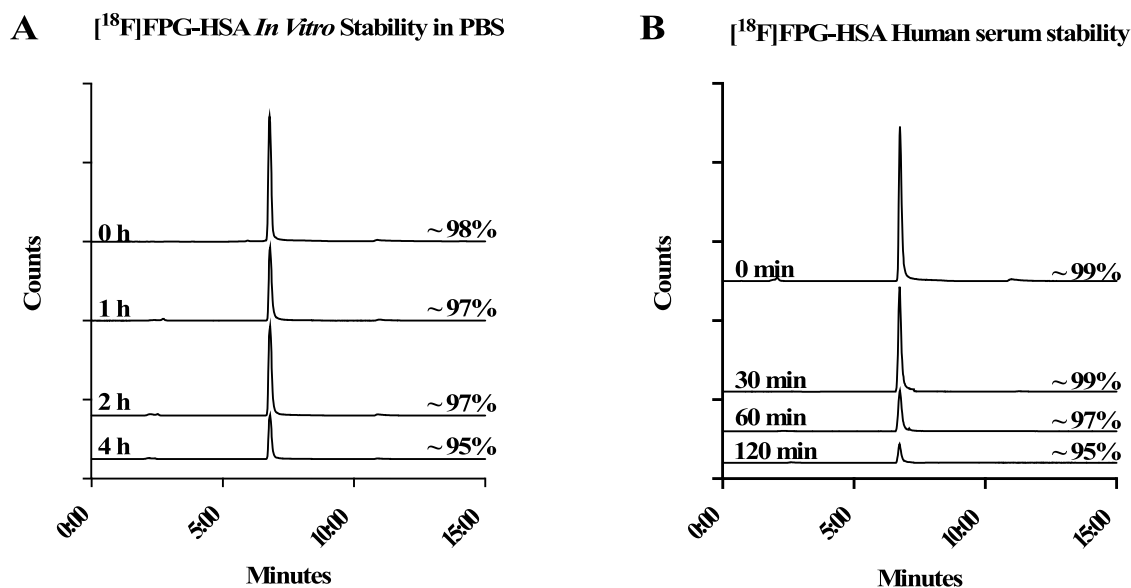 A
[¹⁸F]FPG-HSA In Vitro Stability in PBS
Counts
0 h
~98%
1 h
~97%
2 h
~97%
4 h
~95%
0:00
5:00
10:00
15:00
Minutes
B
[¹⁸F]FPG-HSA Human serum stability
Counts
0 min
~99%
30 min
~99%
60 min
~97%
120 min
~95%
0:00
5:00
10:00
15:00
Minutes